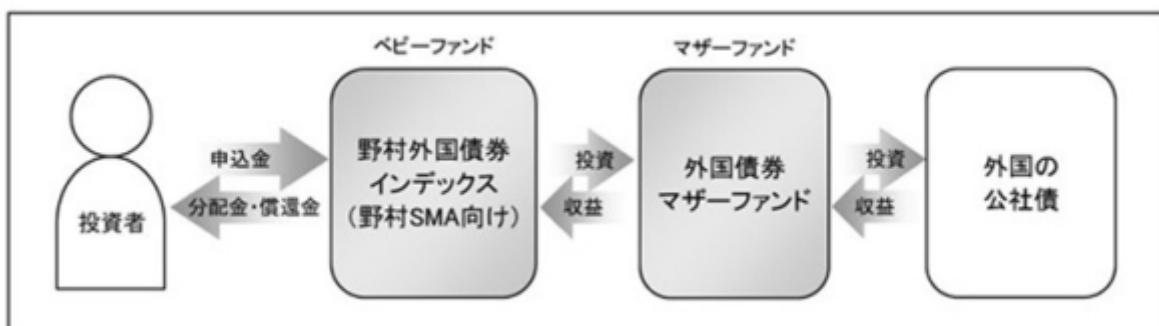 ベビーファンド
マザーファンド
投資者
申込金
分配金・償還金
野村外国債券
インデックス
（野村SMA向け）
投資
収益
外国債券
マザーファンド
投資
収益
外国の
公社債